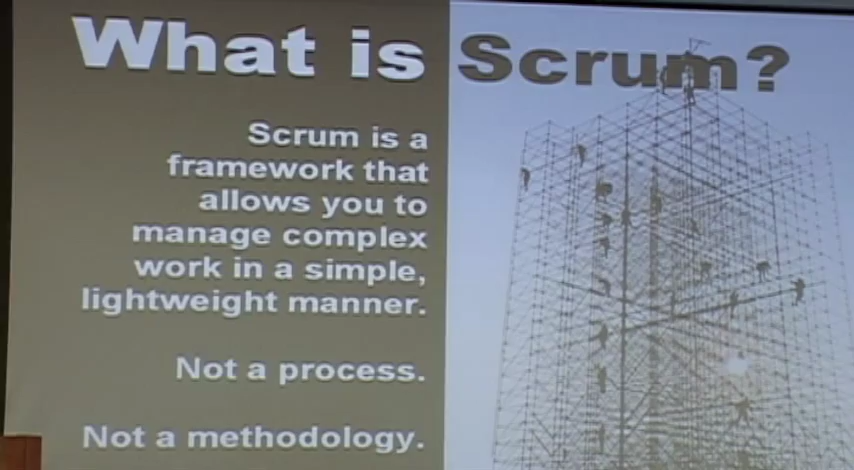 What is Scrum?
Scrum is a
framework that
allows you to
manage complex
work in a simple,
lightweight manner.
Not a process.
Not a methodology.